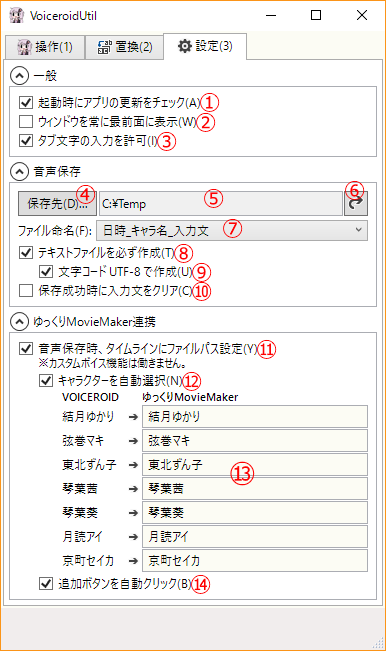 VoiceroidUtil
操作(1) 置換(2) 設定(3)
一般
起動時にアプリの更新をチェック(A) ①
ウィンドウを常に最前面に表示(W) ②
タブ文字の入力を許可(I) ③
音声保存
保存先(D)... ④ C:¥Temp ⑤ ⑥
ファイル命名(F): 日時_キャラ名_入力文 ⑦
テキストファイルを必ず作成(T) ⑧
文字コード UTF-8 で作成(U) ⑨
保存成功時に入力文をクリア(C) ⑩
ゆっくりMovieMaker連携
音声保存時、タイムラインにファイルパス設定(Y) ⑪
※カスタムボイス機能は働きません。
キャラクターを自動選択(N) ⑫
VOICEROID ゆっくりMovieMaker
結月ゆかり ➔ 結月ゆかり
弦巻マキ ➔ 弦巻マキ
東北ずん子 ➔ 東北ずん子 ⑬
琴葉茜 ➔ 琴葉茜
琴葉葵 ➔ 琴葉葵
月読アイ ➔ 月読アイ
京町セイカ ➔ 京町セイカ
追加ボタンを自動クリック(B) ⑭